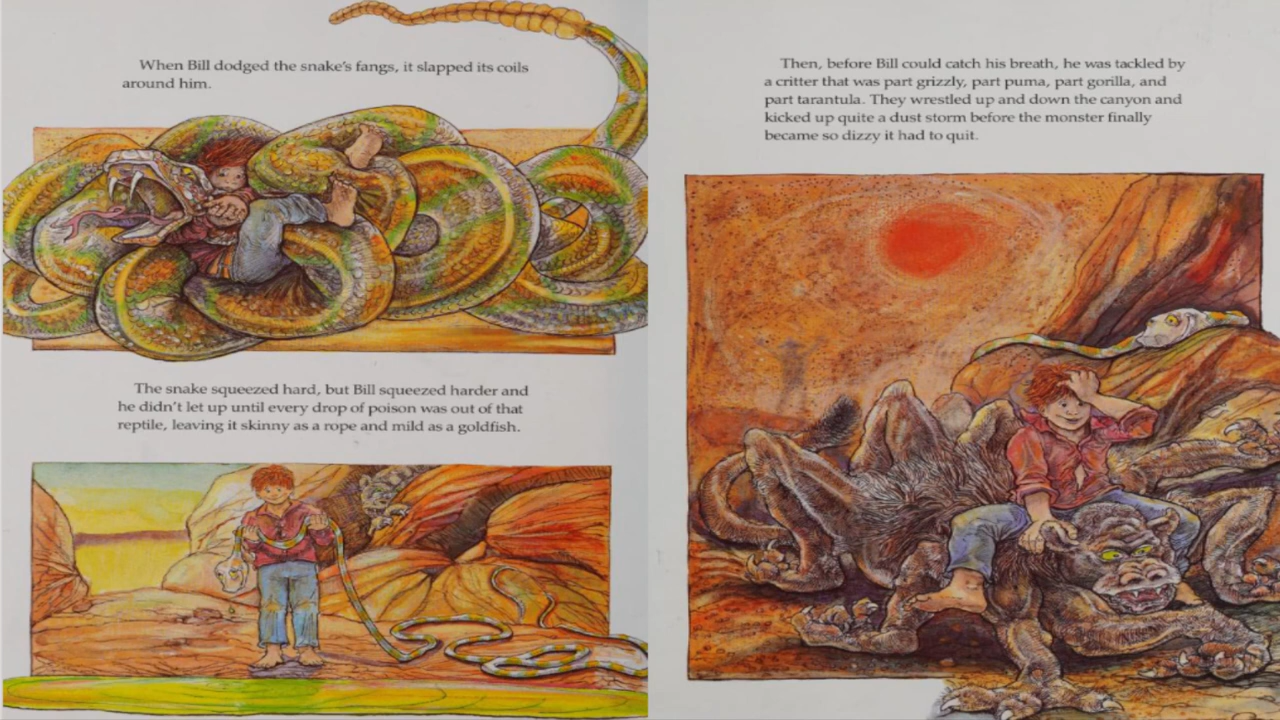 When Bill dodged the snake's fangs, it slapped its coils
around him.
The snake squeezed hard, but Bill squeezed harder and
he didn't let up until every drop of poison was out of that
reptile, leaving it skinny as a rope and mild as a goldfish.
Then, before Bill could catch his breath, he was tackled by
a critter that was part grizzly, part puma, part gorilla, and
part tarantula. They wrestled up and down the canyon and
kicked up quite a dust storm before the monster finally
became so dizzy it had to quit.